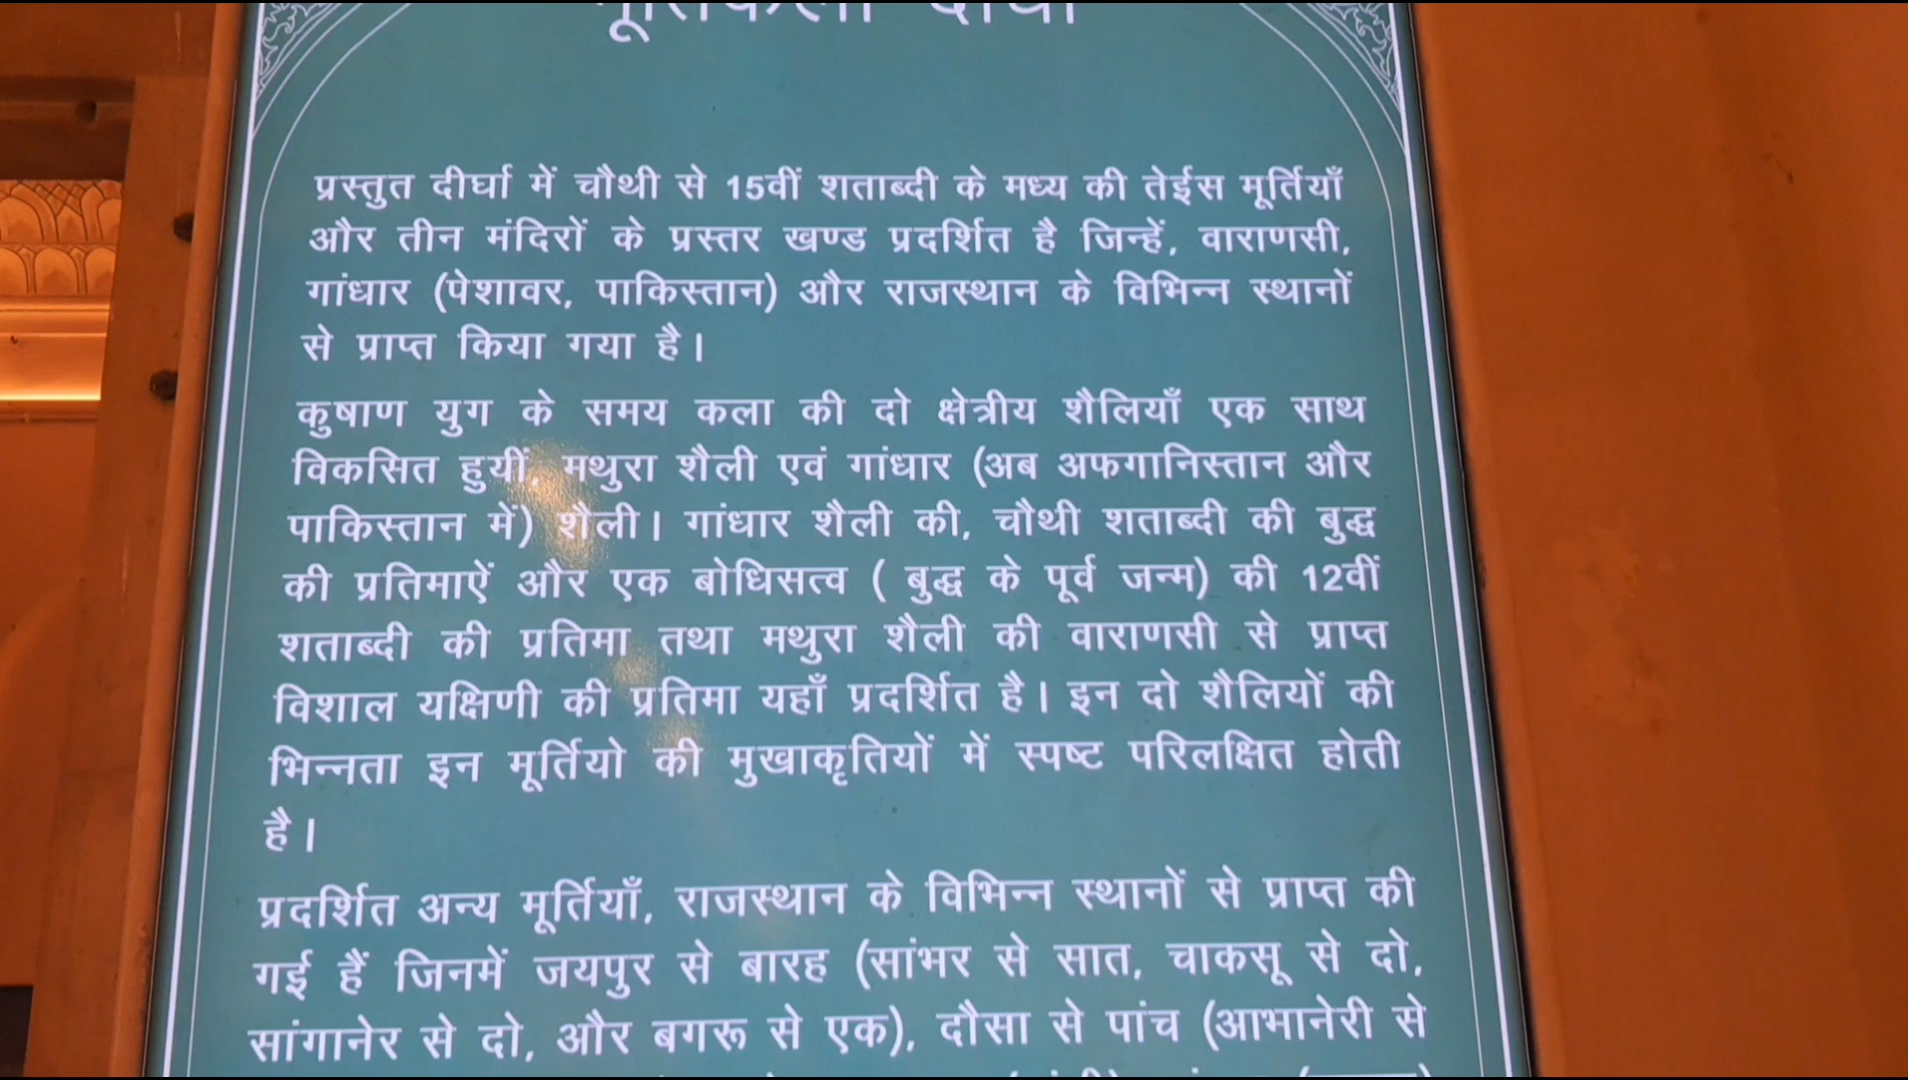 प्रस्तुत दीर्घा में चौथी से 15वीं शताब्दी के मध्य की तेईस मूर्तियाँ
और तीन मंदिरों के प्रस्तर खण्ड प्रदर्शित है जिन्हें, वाराणसी,
गांधार (पेशावर, पाकिस्तान) और राजस्थान के विभिन्न स्थानों
से प्राप्त किया गया है।
कुषाण युग के समय कला की दो क्षेत्रीय शैलियाँ एक साथ
विकसित हुयीं, मथुरा शैली एवं गांधार (अब अफगानिस्तान और
पाकिस्तान में) शैली। गांधार शैली की, चौथी शताब्दी की बुद्ध
की प्रतिमाऐं और एक बोधिसत्व ( बुद्ध के पूर्व जन्म) की 12वीं
शताब्दी की प्रतिमा तथा मथुरा शैली की वाराणसी से प्राप्त
विशाल यक्षिणी की प्रतिमा यहाँ प्रदर्शित है। इन दो शैलियों की
भिन्नता इन मूर्तियो की मुखाकृतियों में स्पष्ट परिलक्षित होती
है।
प्रदर्शित अन्य मूर्तियाँ, राजस्थान के विभिन्न स्थानों से प्राप्त की
गई हैं जिनमें जयपुर से बारह (सांभर से सात, चाकसू से दो,
सांगानेर से दो, और बगरू से एक), दौसा से पांच (आभानेरी से